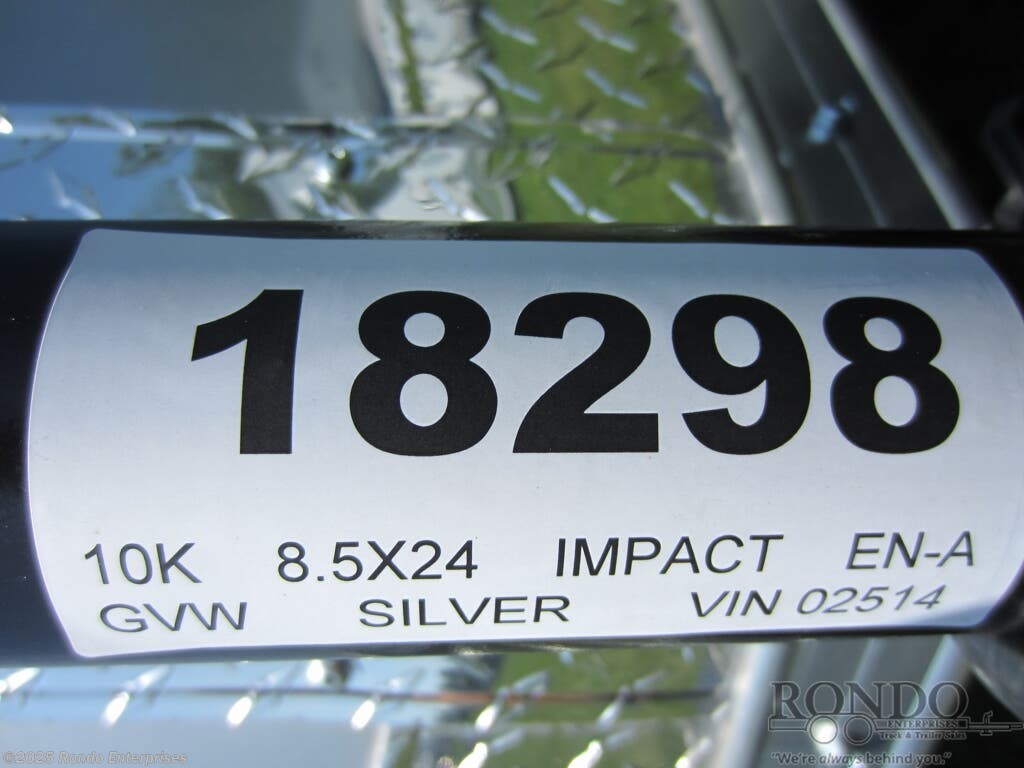 18298
10K 8.5X24 IMPACT EN-A
GVW SILVER VIN 02514
RONDO
ENTERPRISES
Truck & Trailer Sales
"We're always behind you."
©2025 Rondo Enterprises